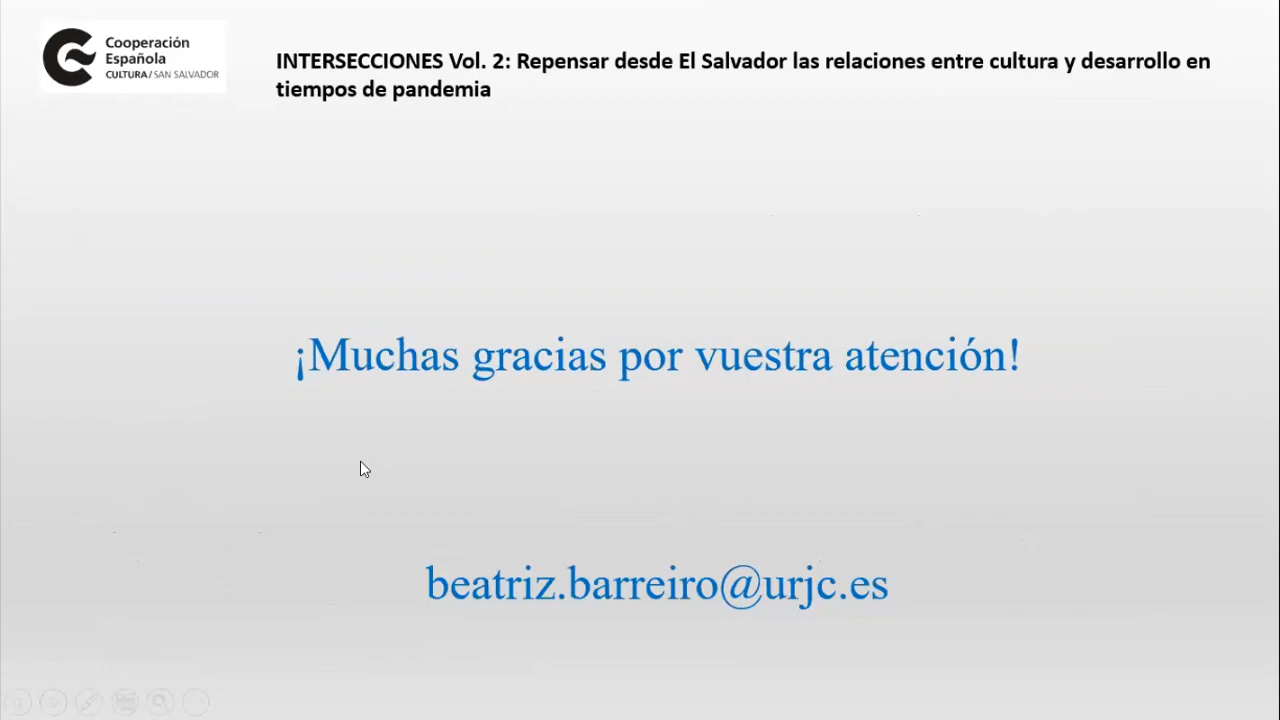 Cooperación
Española
CULTURA/SAN SALVADOR
INTERSECCIONES Vol. 2: Repensar desde El Salvador las relaciones entre cultura y desarrollo en
tiempos de pandemia
¡Muchas gracias por vuestra atención!
beatriz.barreiro@urjc.es